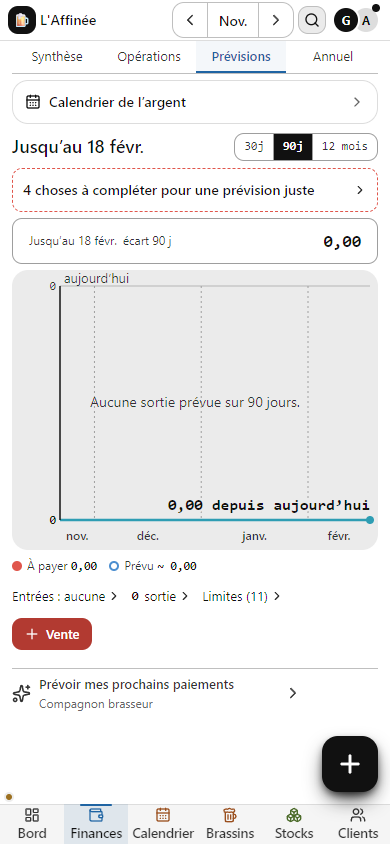 L'Affinée
Nov.
G A
Synthèse Opérations Prévisions Annuel
Calendrier de l'argent
Jusqu'au 18 févr.
30j 90j 12 mois
4 choses à compléter pour une prévision juste
Jusqu'au 18 févr. écart 90 j
0,00
aujourd'hui
0
Aucune sortie prévue sur 90 jours.
0,00 depuis aujourd'hui
0
nov. déc. janv. févr.
À payer 0,00 Prévu ~ 0,00
Entrées : aucune 0 sortie Limites (11)
+ Vente
Prévoir mes prochains paiements
Compagnon brasseur
Bord Finances Calendrier Brassins Stocks Clients